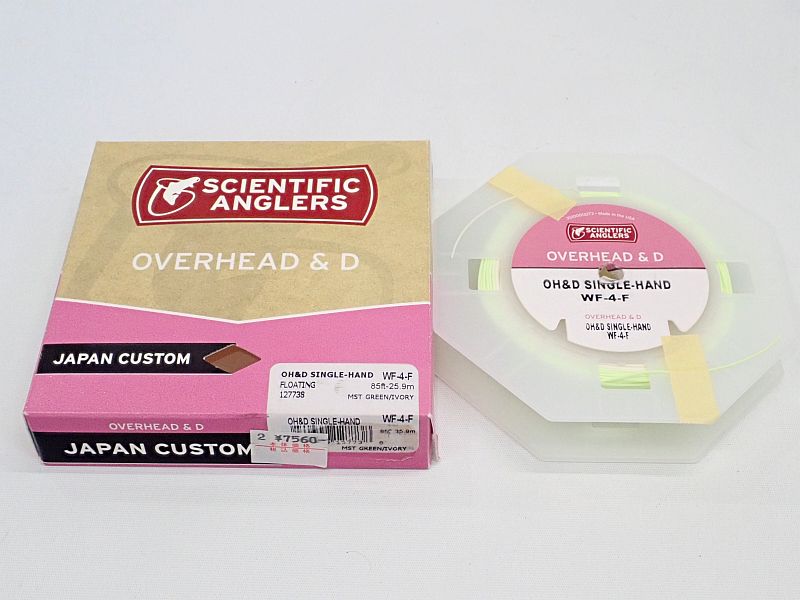 SCIENTIFIC
ANGLERS
OVERHEAD & D
JAPAN CUSTOM
OH&D SINGLE-HAND WF-4-F
FLOATING 85ft-25.9m
127738 MST GREEN/IVORY
OVERHEAD & D
JAPAN CUSTOM
OH&D SINGLE-HAND WF-4-F
MST GREEN/IVORY
2 ¥7560
Made in the USA
SCIENTIFIC
ANGLERS
OVERHEAD & D
OH&D SINGLE-HAND
WF-4-F
OVERHEAD & D
OH&D SINGLE-HAND
WF-4-F